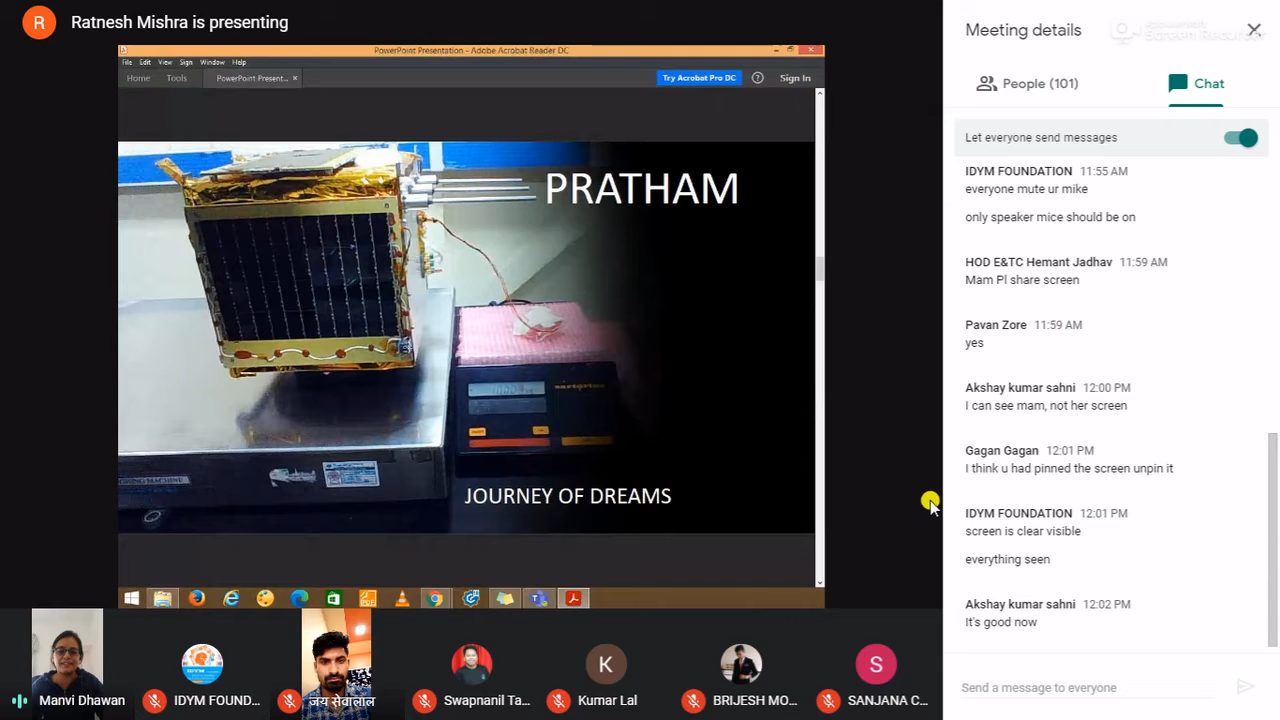 R
Ratnesh Mishra is presenting
PowerPoint Presentation - Adobe Acrobat Reader DC
File Edit View Sign Window Help
Home Tools PowerPoint Present... ×
Try Acrobat Pro DC
? Sign In
PRATHAM
JOURNEY OF DREAMS
Manvi Dhawan
IDYM FOUND...
जय सेवालाल
Swapnanil Ta...
K
Kumar Lal
BRIJESH MO...
S
SANJANA C...
Meeting details
Screen Recorder
People (101)
Chat
Let everyone send messages
IDYM FOUNDATION 11:55 AM
everyone mute ur mike
only speaker mice should be on
HOD E&TC Hemant Jadhav 11:59 AM
Mam Pl share screen
Pavan Zore 11:59 AM
yes
Akshay kumar sahni 12:00 PM
I can see mam, not her screen
Gagan Gagan 12:01 PM
I think u had pinned the screen unpin it
IDYM FOUNDATION 12:01 PM
screen is clear visible
everything seen
Akshay kumar sahni 12:02 PM
It's good now
Send a message to everyone